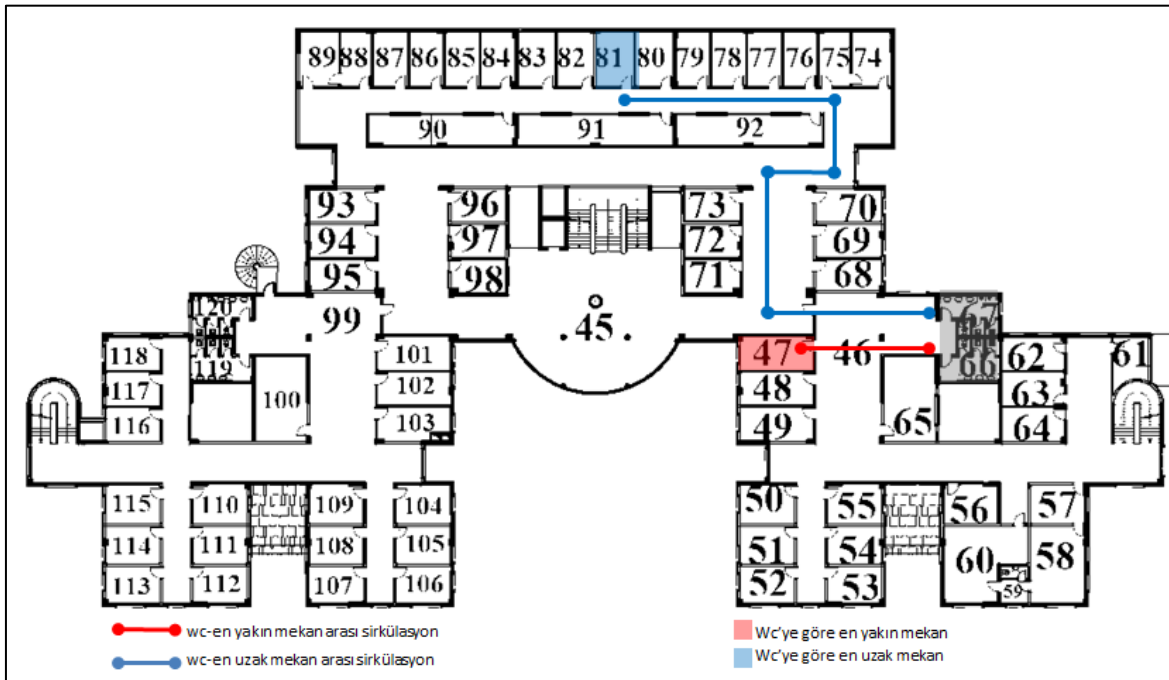 89 88 87 86 85 84 83 82 81 80 79 78 77 76 75 74
90 91 92
93 96 73 70
94 97 72 69
95 98 71 68
120 99 45 67
118 119 101 47 46 66 62 61
117 100 102 48 65 63
116 103 49 64
115 110 109 104 50 55 56 57
114 111 108 105 51 54 60 58
113 112 107 106 52 53 59
wc-en yakın mekan arası sirkülasyon
wc-en uzak mekan arası sirkülasyon
Wc'ye göre en yakın mekan
Wc'ye göre en uzak mekan